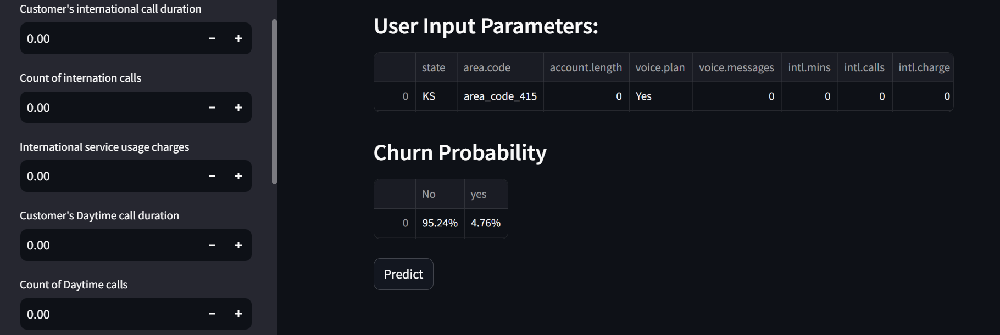 Customer's international call duration
0.00 − +
Count of internation calls
0.00 − +
International service usage charges
0.00 − +
Customer's Daytime call duration
0.00 − +
Count of Daytime calls
0.00 − +
User Input Parameters:
state area.code account.length voice.plan voice.messages intl.mins intl.calls intl.charge
0 KS area_code_415 0 Yes 0 0 0 0
Churn Probability
No yes
0 95.24% 4.76%
Predict